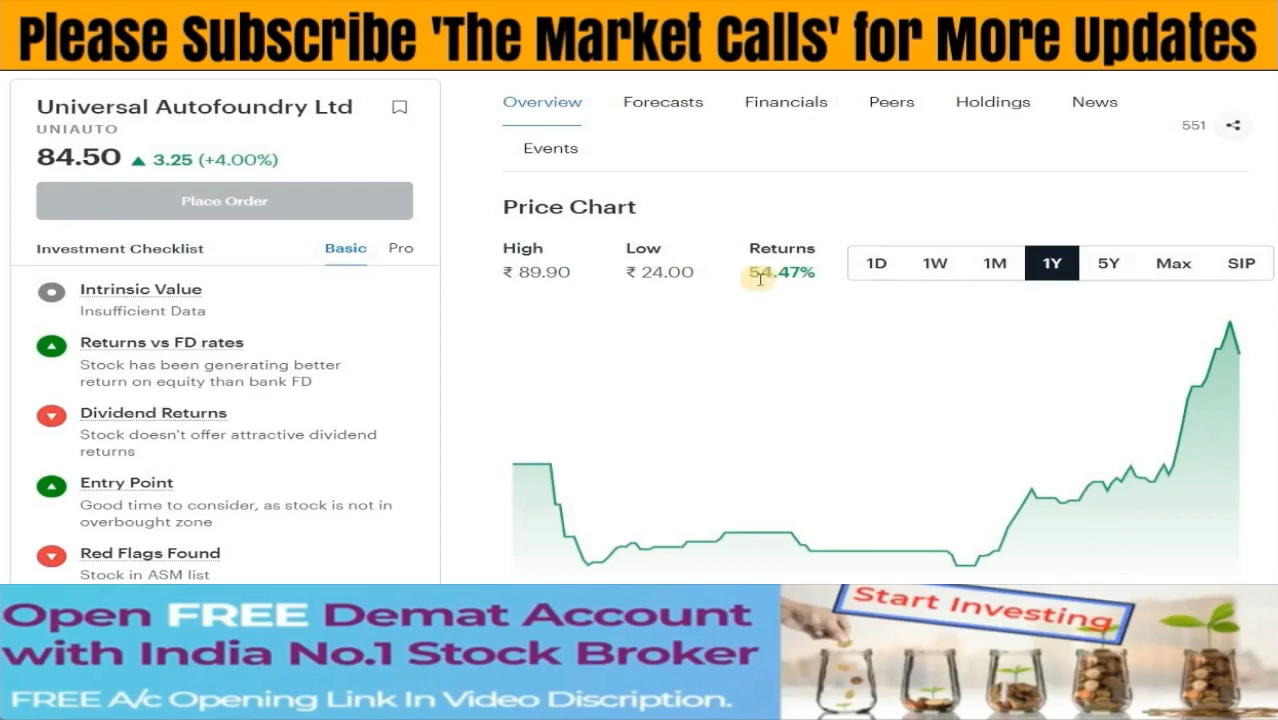 Please Subscribe 'The Market Calls' for More Updates
Universal Autofoundry Ltd
UNIAUTO
84.50 ▲ 3.25 (+4.00%)
Place Order
Investment Checklist Basic Pro
Intrinsic Value
Insufficient Data
Returns vs FD rates
Stock has been generating better
return on equity than bank FD
Dividend Returns
Stock doesn't offer attractive dividend
returns
Entry Point
Good time to consider, as stock is not in
overbought zone
Red Flags Found
Stock in ASM list
Overview Forecasts Financials Peers Holdings News
551
Events
Price Chart
High Low Returns
₹ 89.90 ₹ 24.00 54.47%
1D 1W 1M 1Y 5Y Max SIP
Open FREE Demat Account
with India No.1 Stock Broker
FREE A/c Opening Link In Video Discription.
Start Investing